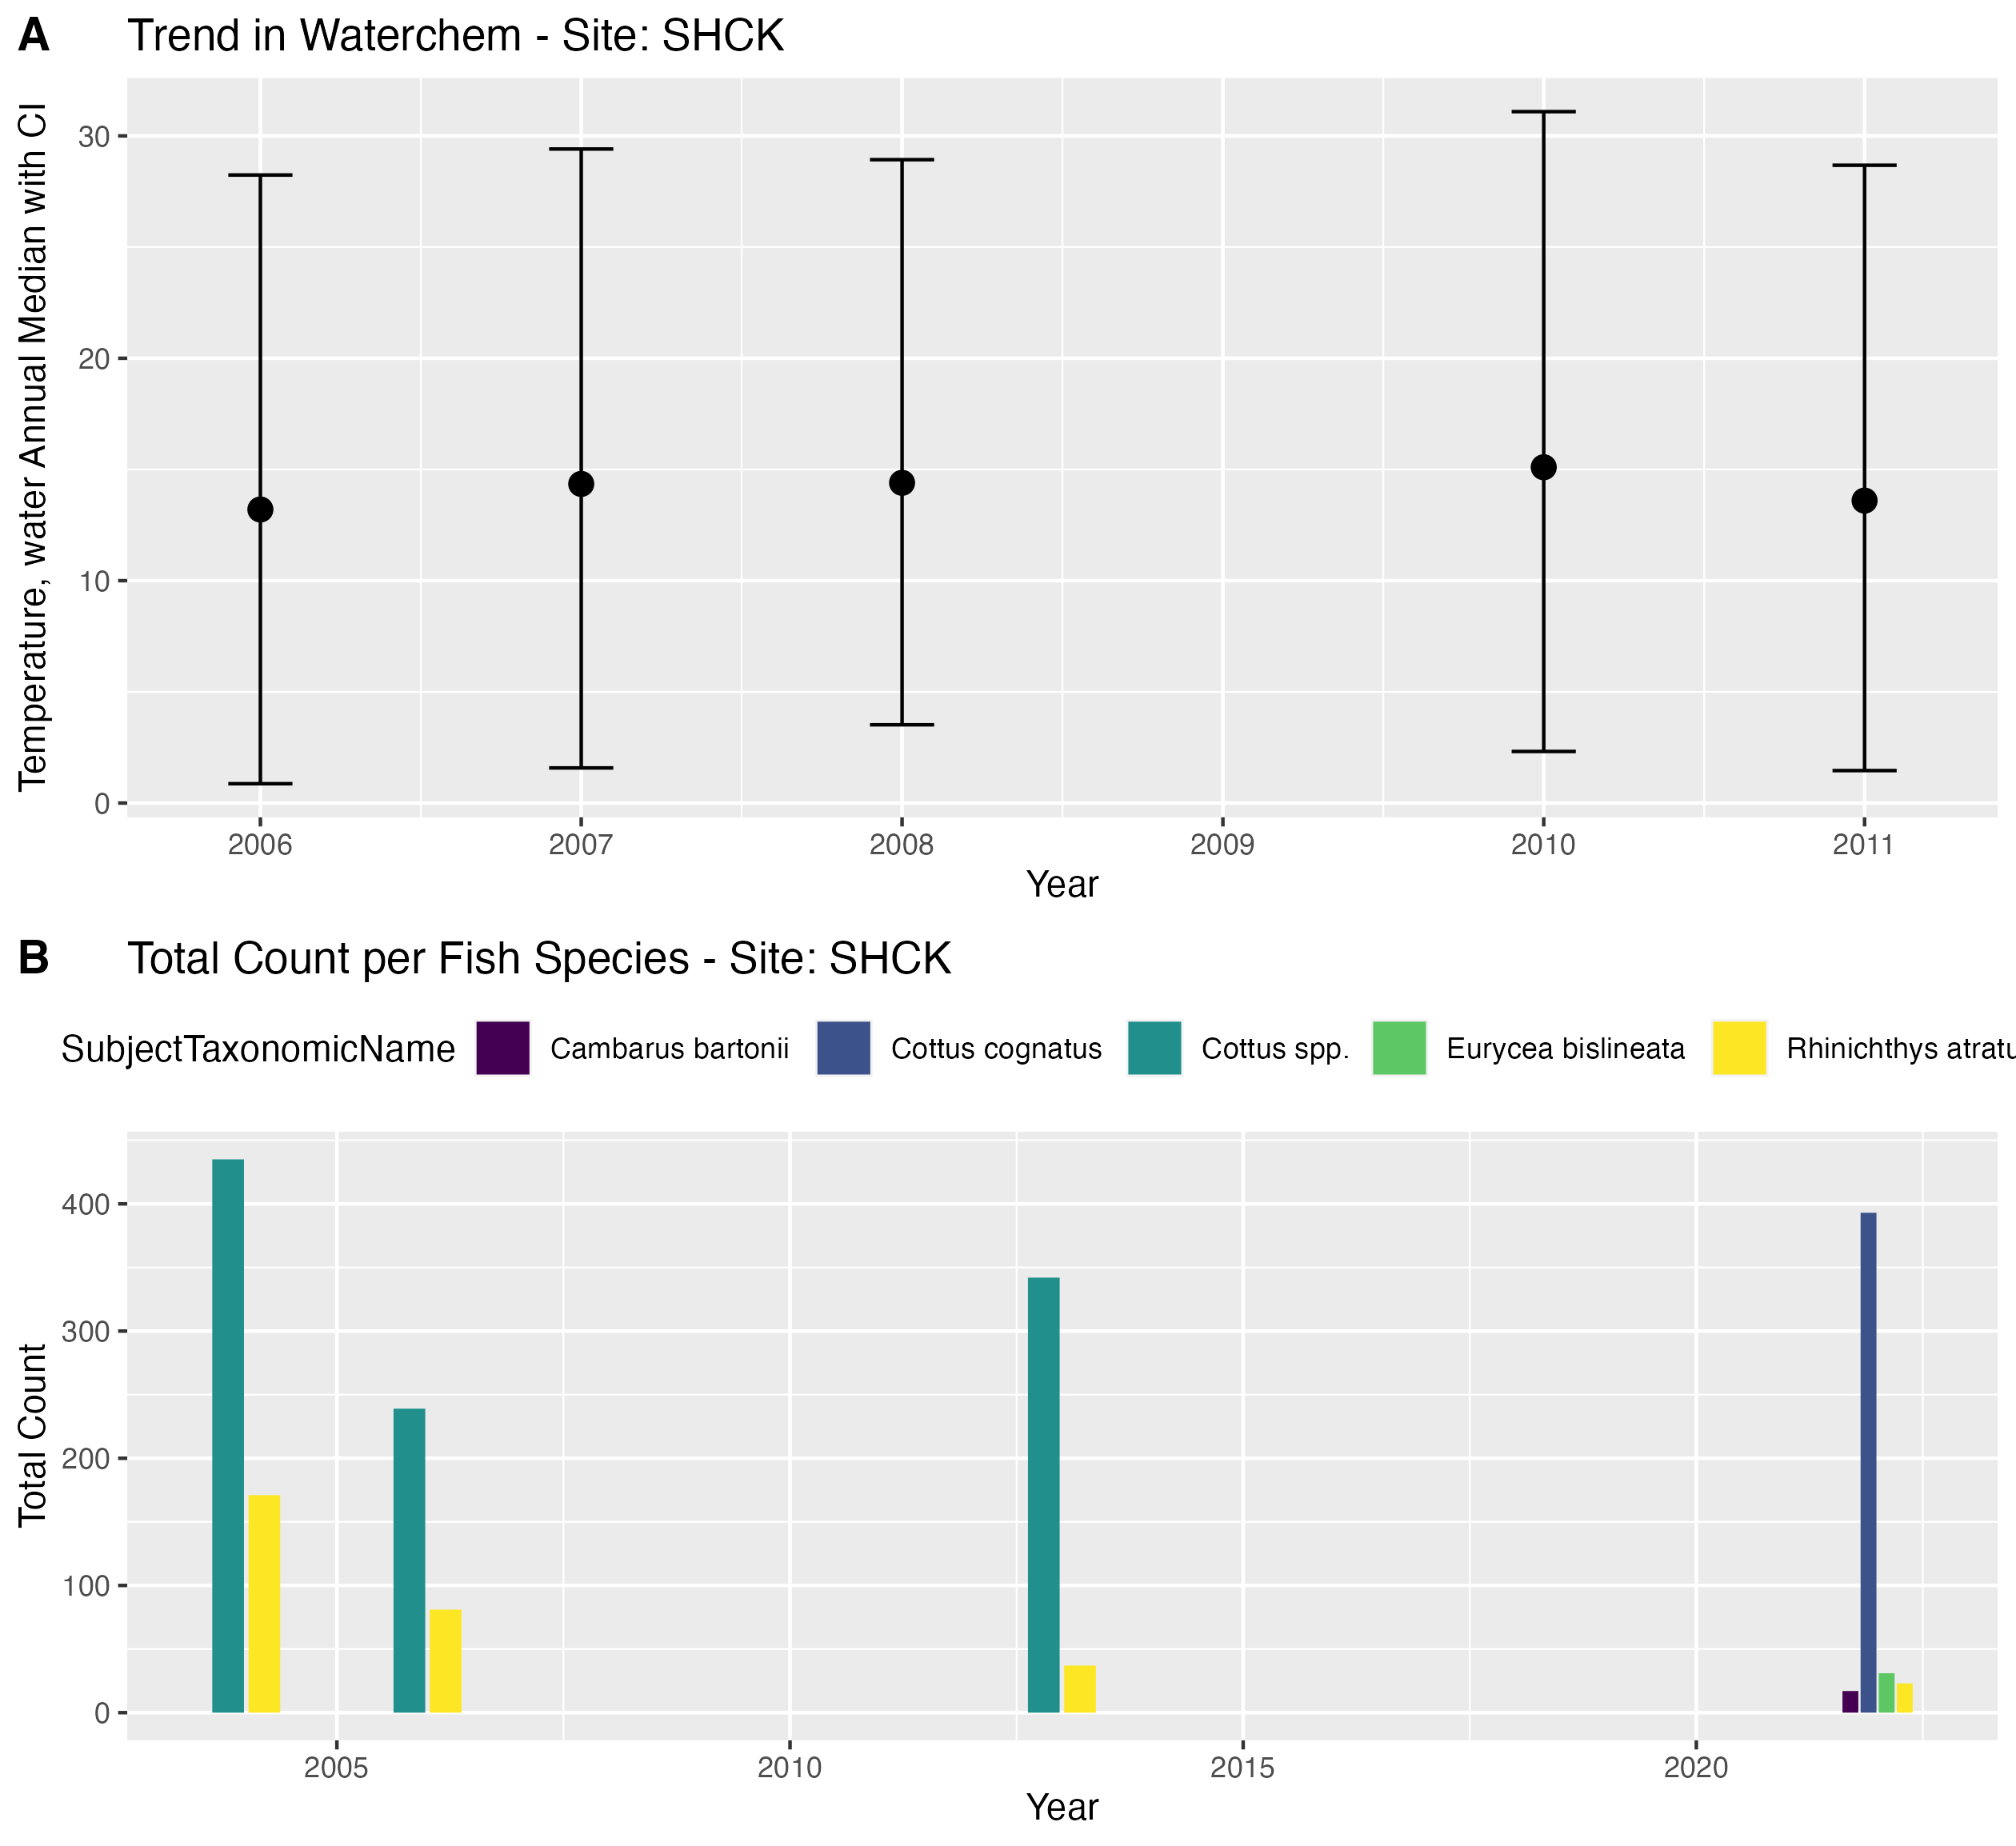 A Trend in Waterchem - Site: SHCK
Temperature, water Annual Median with CI
30
20
10
0
2006 2007 2008 2009 2010 2011
Year
B Total Count per Fish Species - Site: SHCK
SubjectTaxonomicName Cambarus bartonii Cottus cognatus Cottus spp. Eurycea bislineata Rhinichthys atratu
Total Count
400
300
200
100
0
2005 2010 2015 2020
Year